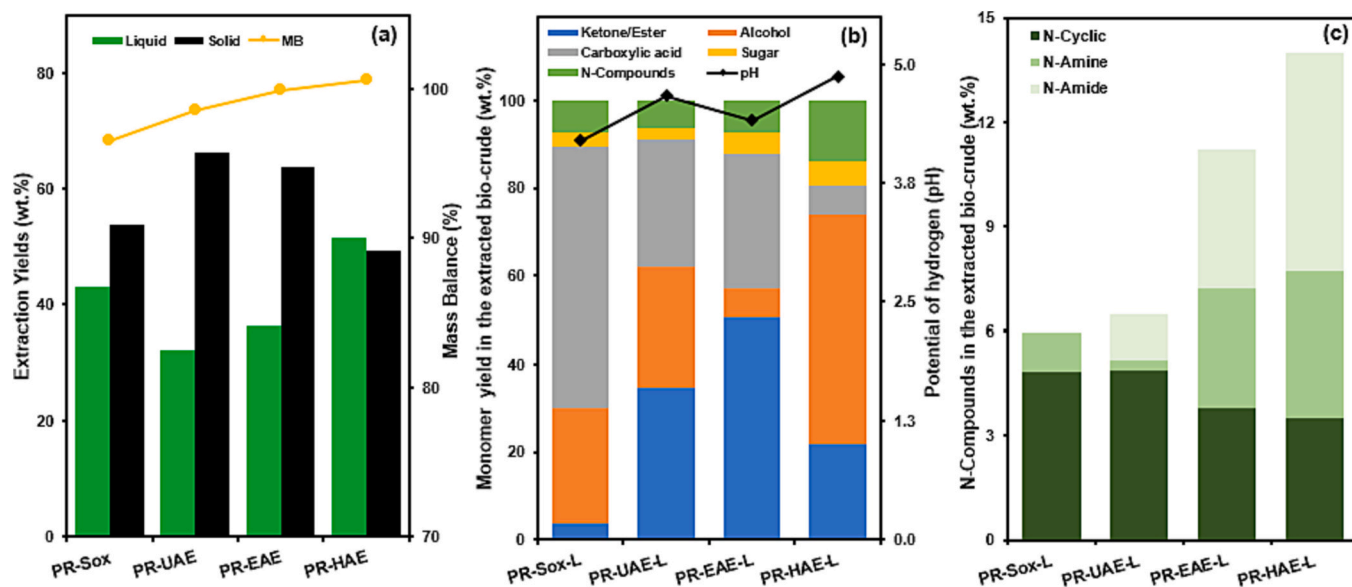 (a)
Liquid Solid MB
Extraction Yields (wt.%)
80
60
40
20
0
100
90
80
70
Mass Balance (%)
PR-Sox PR-UAE PR-EAE PR-HAE
(b)
Ketone/Ester Alcohol
Carboxylic acid Sugar
N-Compounds pH
Monomer yield in the extracted bio-crude (wt.%)
100
80
60
40
20
0
5.0
3.8
2.5
1.3
0.0
Potential of hydrogen (pH)
PR-Sox-L PR-UAE-L PR-EAE-L PR-HAE-L
(c)
N-Cyclic
N-Amine
N-Amide
N-Compounds in the extracted bio-crude (wt.%)
15
12
9
6
3
0
PR-Sox-L PR-UAE-L PR-EAE-L PR-HAE-L